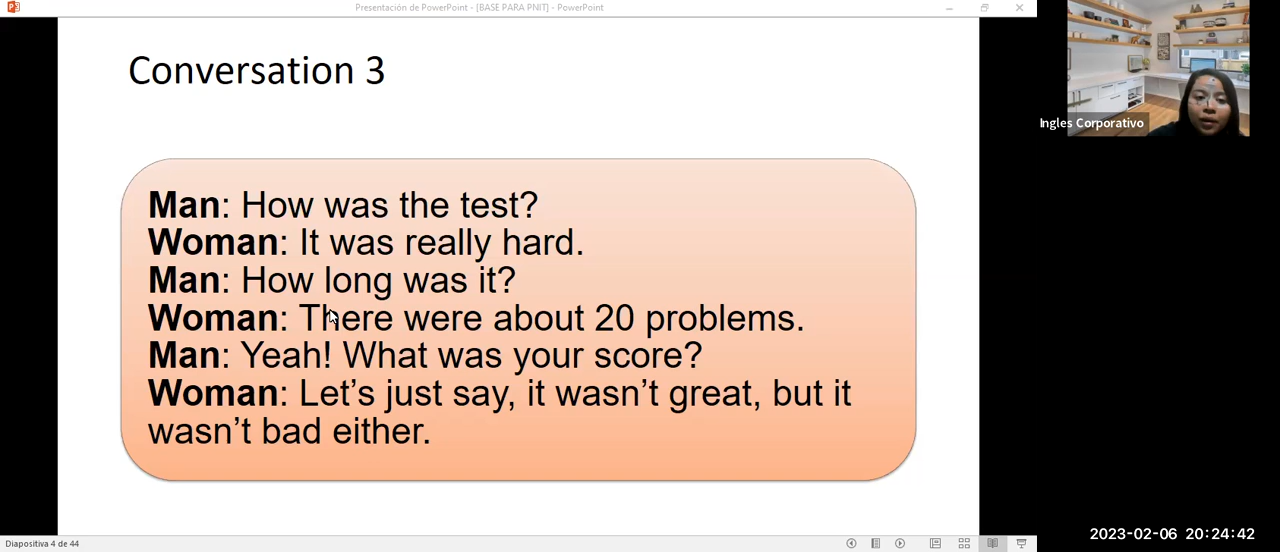 Presentación de PowerPoint - [BASE PARA PNIT] - PowerPoint
Conversation 3
Man: How was the test?
Woman: It was really hard.
Man: How long was it?
Woman: There were about 20 problems.
Man: Yeah! What was your score?
Woman: Let’s just say, it wasn’t great, but it
wasn’t bad either.
Ingles Corporativo
Diapositiva 4 de 44
2023-02-06 20:24:42